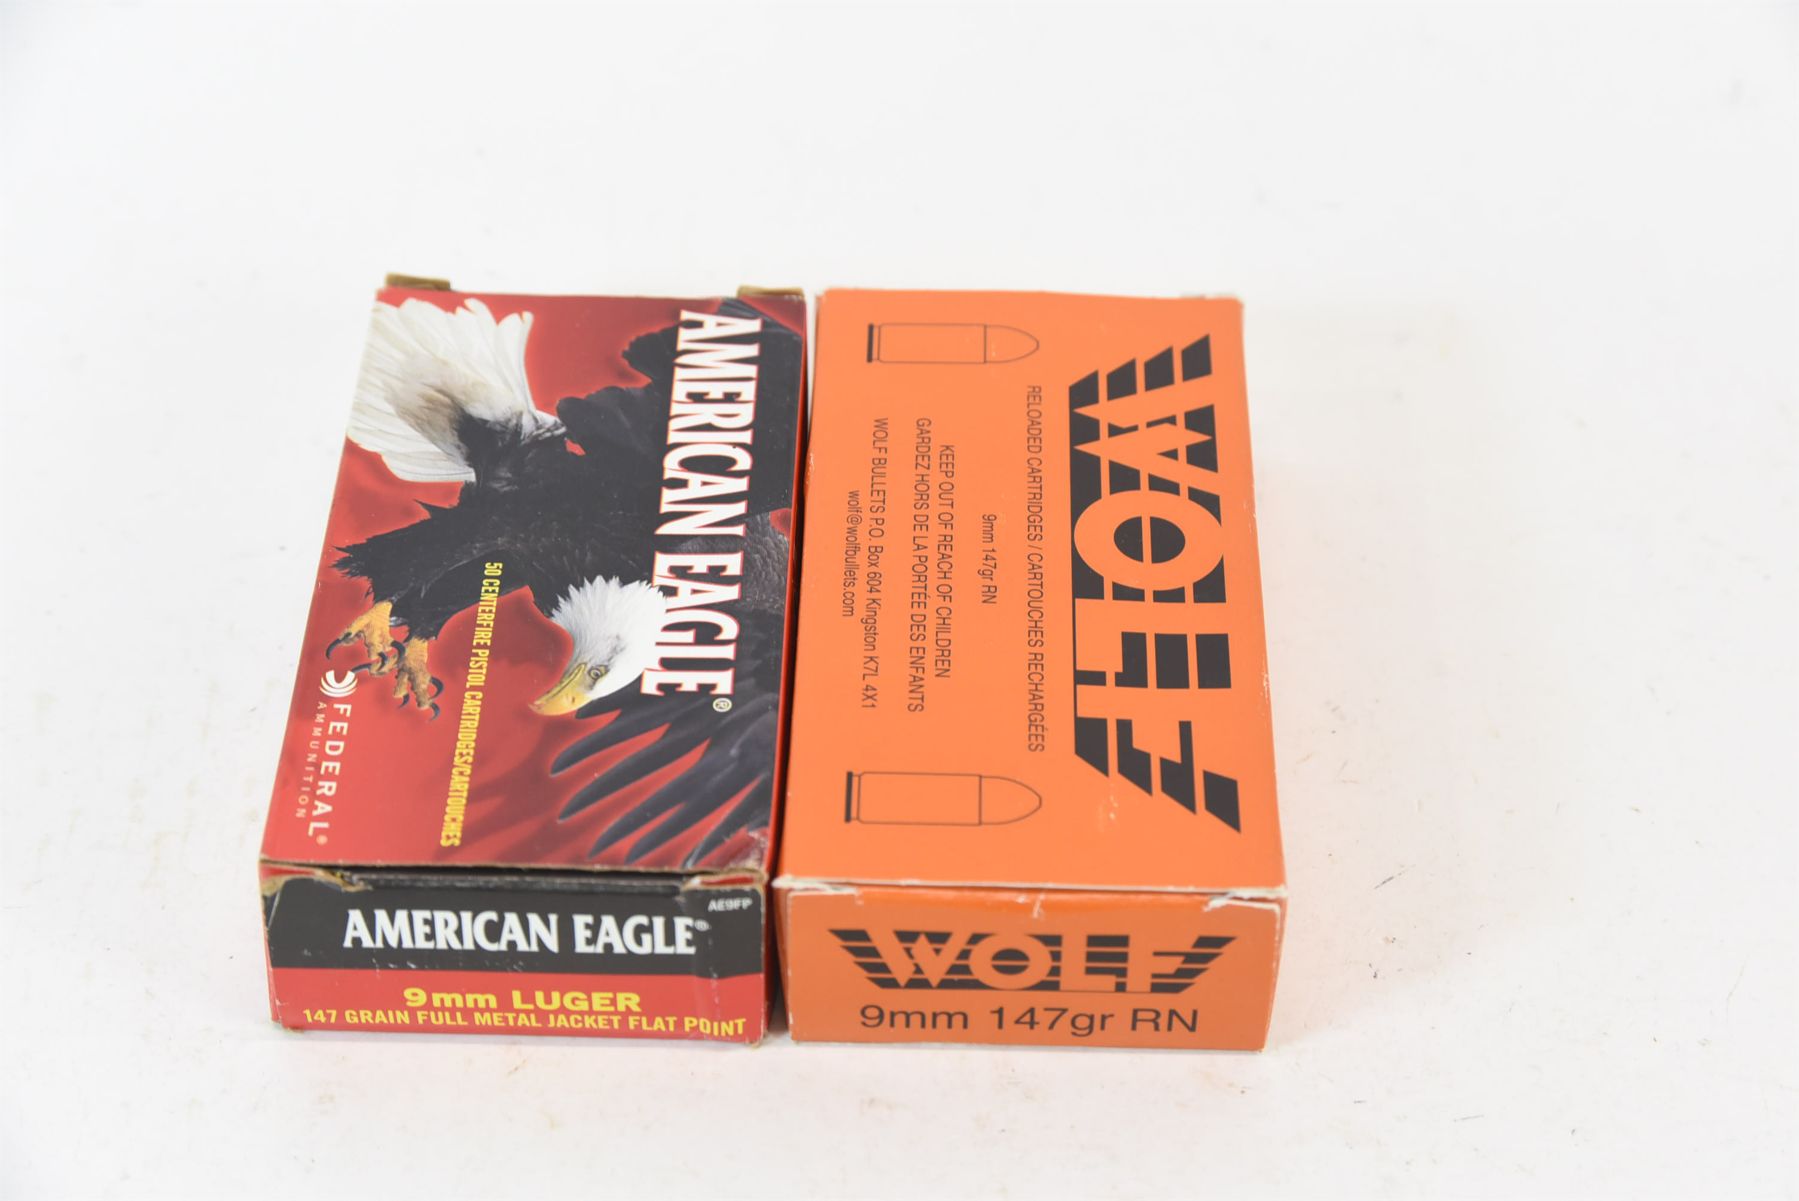 AMERICAN EAGLE®
50 CENTERFIRE PISTOL CARTRIDGES/CARTOUCHES
FEDERAL®
AMMUNITION
AMERICAN EAGLE®
AE9FP
9mm LUGER
147 GRAIN FULL METAL JACKET FLAT POINT
WOLF
RELOADED CARTRIDGES / CARTOUCHES RECHARGÉES
9mm 147gr RN
KEEP OUT OF REACH OF CHILDREN
GARDEZ HORS DE LA PORTÉE DES ENFANTS
WOLF BULLETS P.O. Box 604 Kingston K7L 4X1
wolf@wolfbullets.com
WOLF
9mm 147gr RN